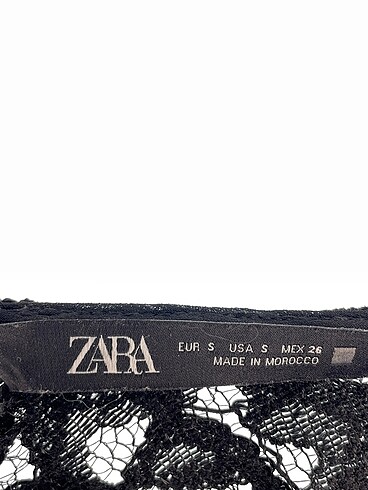 ZARA
EUR S USA S MEX 26
MADE IN MOROCCO